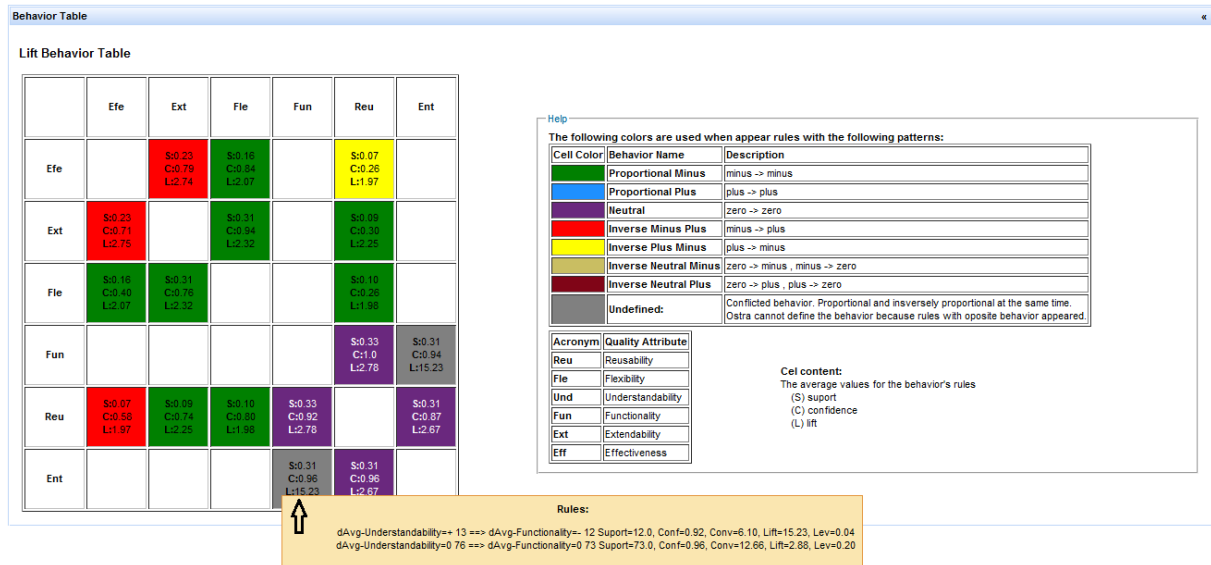 Behavior Table «
Lift Behavior Table
Efe Ext Fle Fun Reu Ent
Efe
S:0.23
C:0.79
L:2.74
S:0.16
C:0.84
L:2.07
S:0.07
C:0.26
L:1.97
Ext
S:0.23
C:0.71
L:2.75
S:0.31
C:0.94
L:2.32
S:0.09
C:0.30
L:2.25
Fle
S:0.16
C:0.40
L:2.07
S:0.31
C:0.76
L:2.32
S:0.10
C:0.26
L:1.98
Fun
S:0.33
C:1.0
L:2.78
S:0.31
C:0.94
L:15.23
Reu
S:0.07
C:0.58
L:1.97
S:0.09
C:0.74
L:2.25
S:0.10
C:0.80
L:1.98
S:0.33
C:0.92
L:2.78
S:0.31
C:0.87
L:2.67
Ent
S:0.31
C:0.96
L:15.23
S:0.31
C:0.96
L:2.67
Rules:
dAvg-Understandability=+ 13 ==> dAvg-Functionality=- 12 Suport=12.0, Conf=0.92, Conv=6.10, Lift=15.23, Lev=0.04
dAvg-Understandability=0 76 ==> dAvg-Functionality=0 73 Suport=73.0, Conf=0.96, Conv=12.66, Lift=2.88, Lev=0.20
Help
The following colors are used when appear rules with the following patterns:
Cell Color Behavior Name Description
Proportional Minus minus -> minus
Proportional Plus plus -> plus
Neutral zero -> zero
Inverse Minus Plus minus -> plus
Inverse Plus Minus plus -> minus
Inverse Neutral Minus zero -> minus , minus -> zero
Inverse Neutral Plus zero -> plus , plus -> zero
Undefined: Conflicted behavior. Proportional and insversely proportional at the same time.
Ostra cannot define the behavior because rules with oposite behavior appeared.
Acronym Quality Attribute
Reu Reusability
Fle Flexibility
Und Understandability
Fun Functionality
Ext Extendability
Eff Effectiveness
Cel content:
The average values for the behavior's rules
(S) suport
(C) confidence
(L) lift